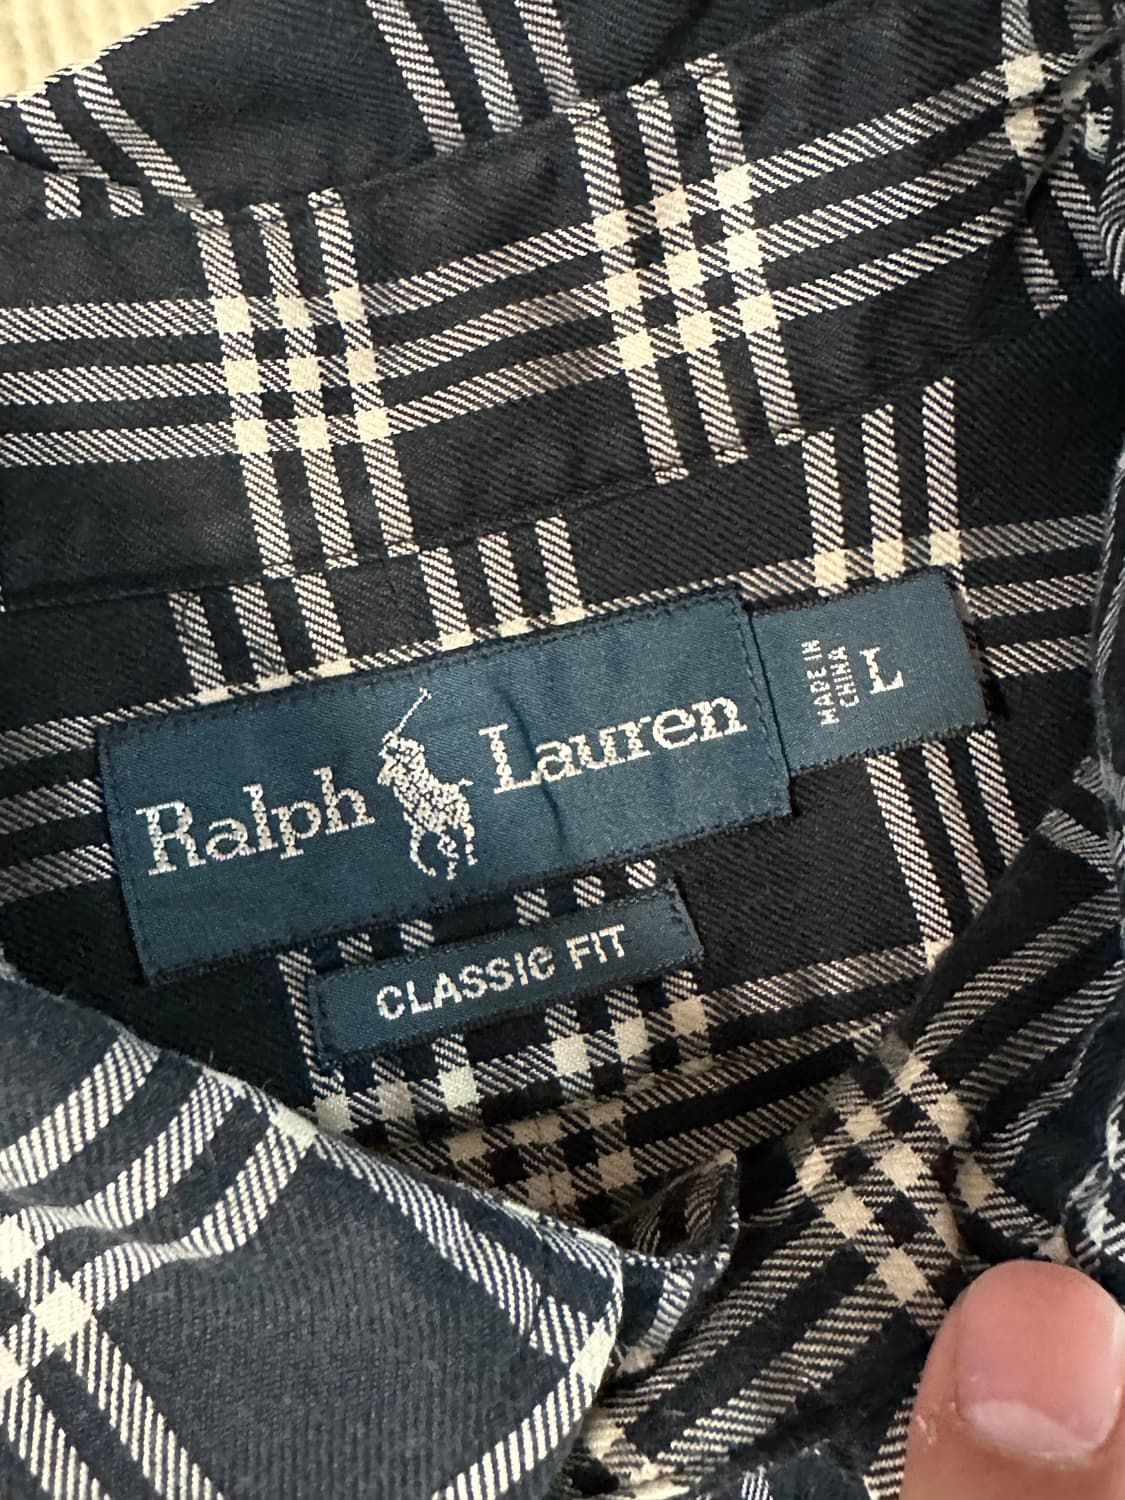 Ralph Lauren
MADE IN
CHINA
L
CLASSIC FIT